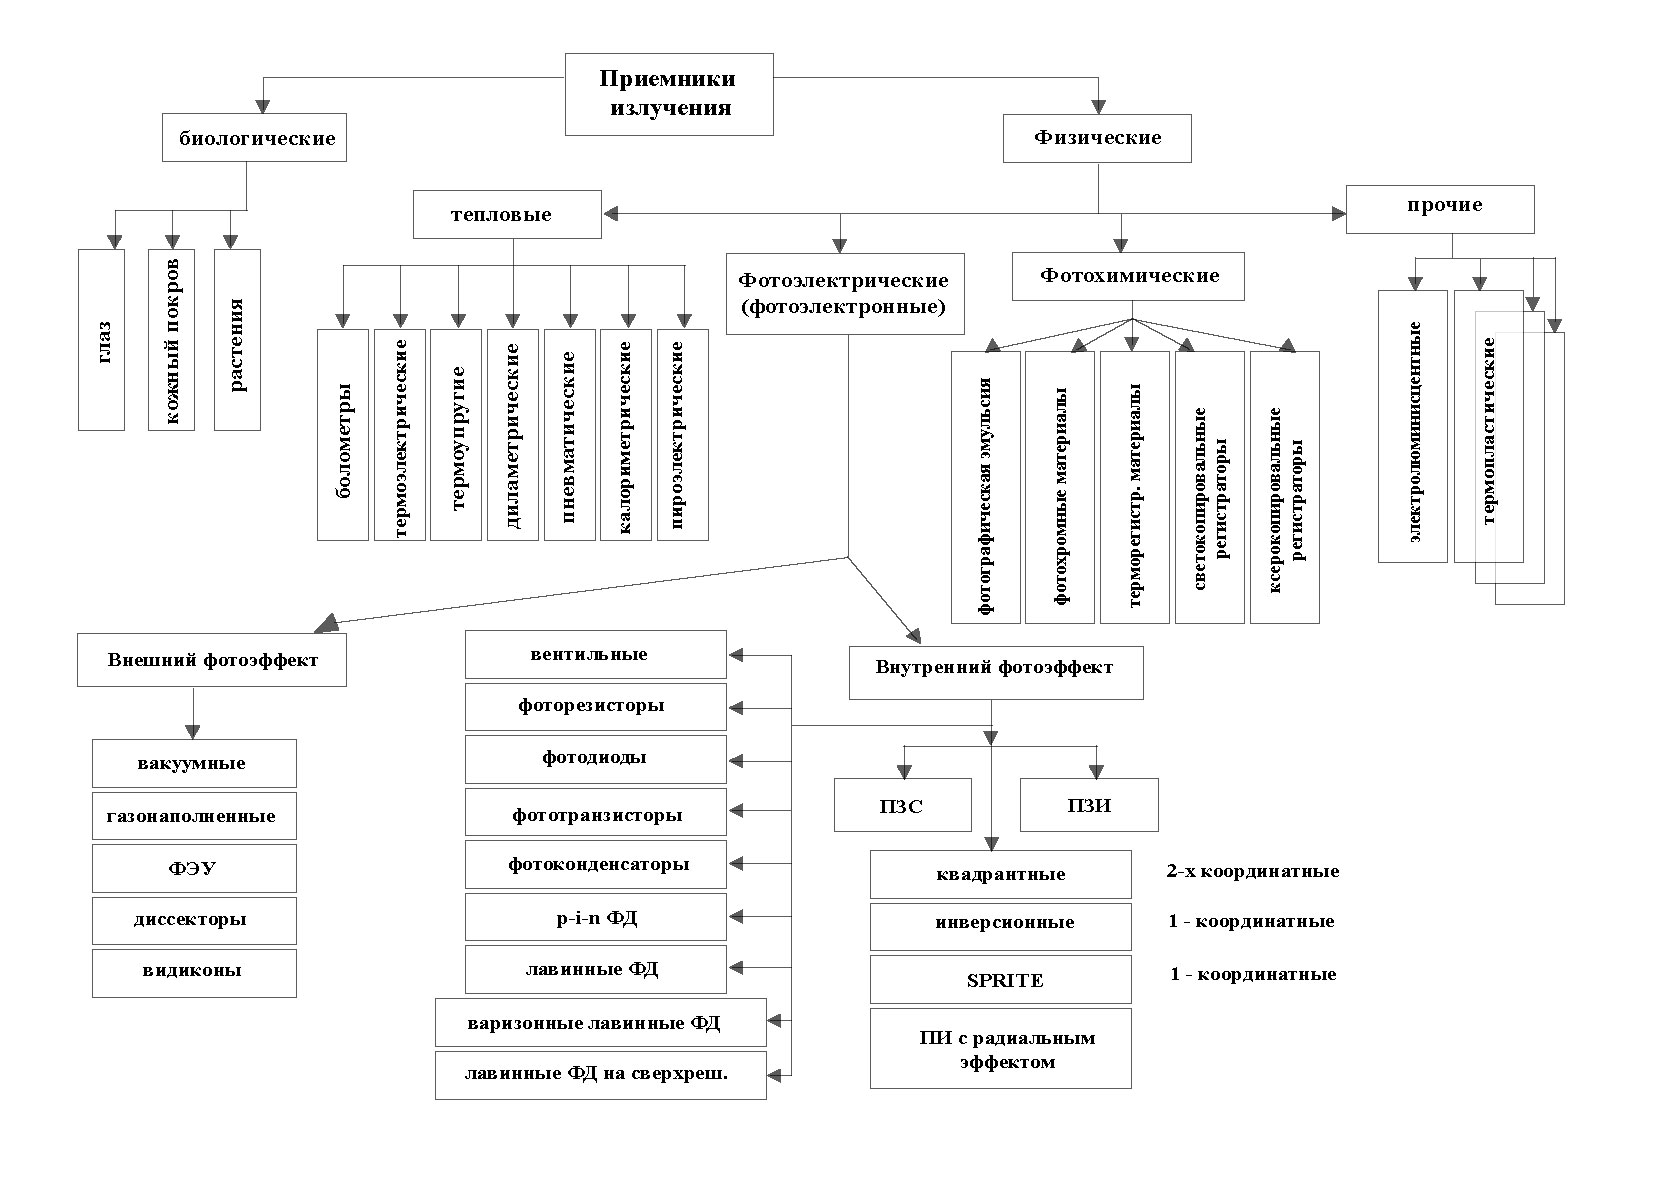 Приемники
излучения
биологические
Физические
тепловые
прочие
Фотоэлектрические
(фотоэлектронные)
Фотохимические
глаз
кожный покров
растения
болометры
термоэлектрические
термоупругие
диламетрические
пневматические
калориметрические
пироэлектрические
фотографическая эмульсия
фотохромные материалы
терморегистр. материалы
светокопировальные
регистраторы
ксерокопировальные
регистраторы
электролюминисцентные
термопластические
Внешний фотоэффект
вакуумные
газонаполненные
ФЭУ
диссекторы
видиконы
вентильные
фоторезисторы
фотодиоды
фототранзисторы
фотоконденсаторы
p-i-n ФД
лавинные ФД
варизонные лавинные ФД
лавинные ФД на сверхреш.
Внутренний фотоэффект
ПЗС
ПЗИ
квадрантные
2-х координатные
инверсионные
1 - координатные
SPRITE
1 - координатные
ПИ с радиальным
эффектом